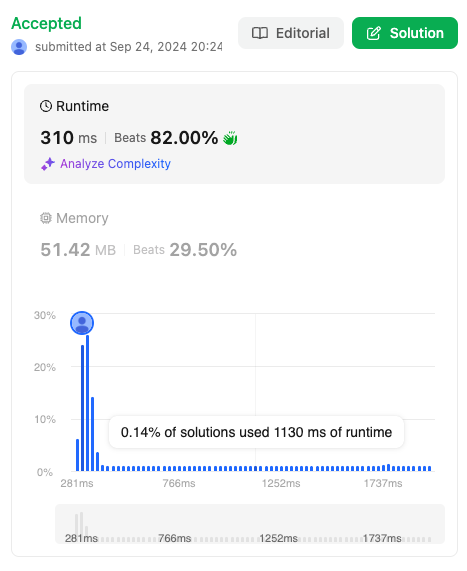 Accepted
submitted at Sep 24, 2024 20:24
Editorial
Solution
Runtime
310 ms Beats 82.00%
Analyze Complexity
Memory
51.42 MB Beats 29.50%
30%
20%
10%
0%
0.14% of solutions used 1130 ms of runtime
281ms 766ms 1252ms 1737ms
281ms 766ms 1252ms 1737ms